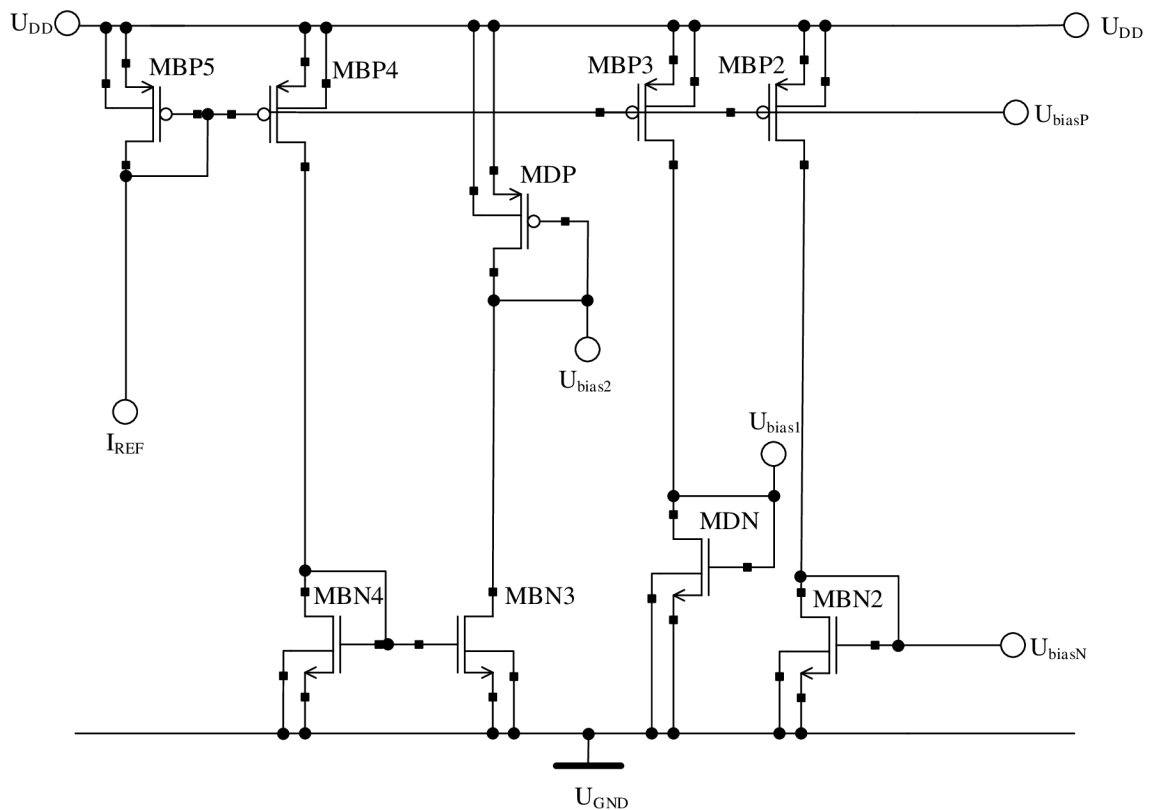 U_DD
U_DD
MBP5
MBP4
MBP3
MBP2
U_biasP
MDP
U_bias2
I_REF
U_bias1
MDN
MBN4
MBN3
MBN2
U_biasN
U_GND